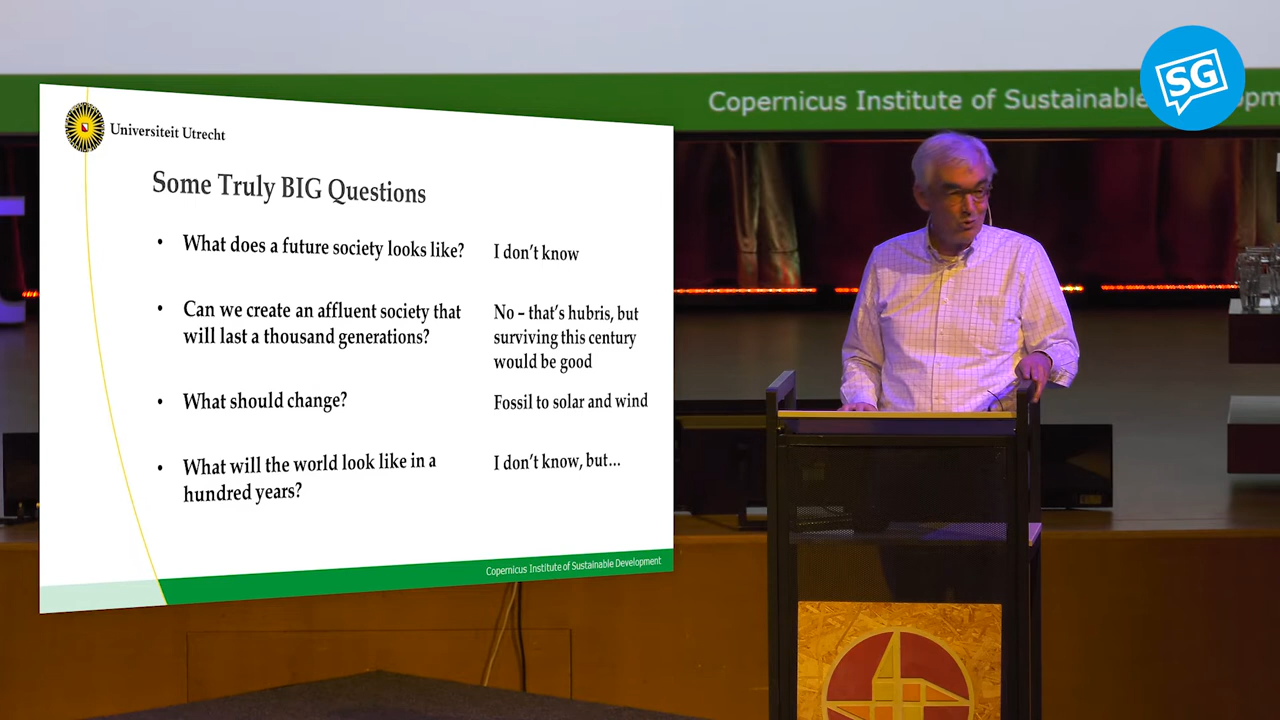 SG
Copernicus Institute of Sustainable
Universiteit Utrecht
Some Truly BIG Questions
• What does a future society looks like? I don't know
• Can we create an affluent society that
will last a thousand generations?
No – that's hubris, but
surviving this century
would be good
• What should change? Fossil to solar and wind
• What will the world look like in a
hundred years?
I don't know, but...
Copernicus Institute of Sustainable Development